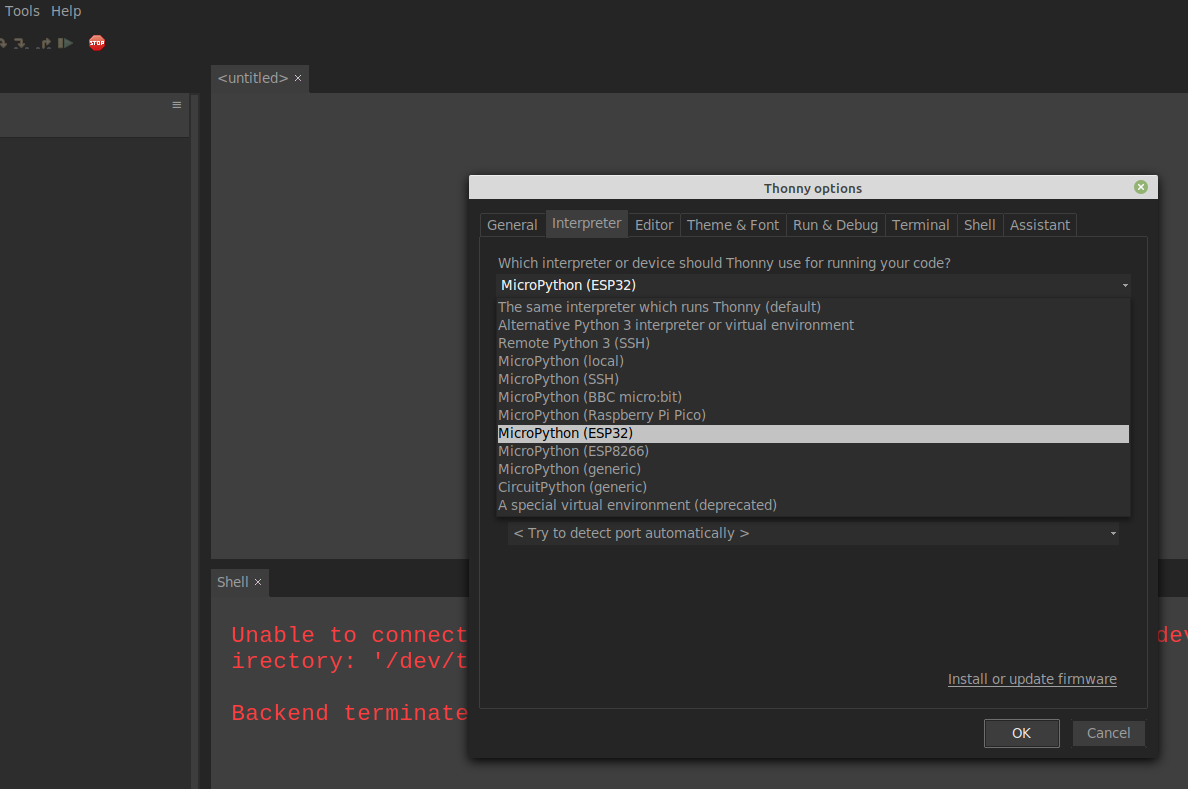 Tools Help
STOP
<untitled> ×
Thonny options
General Interpreter Editor Theme & Font Run & Debug Terminal Shell Assistant
Which interpreter or device should Thonny use for running your code?
MicroPython (ESP32)
The same interpreter which runs Thonny (default)
Alternative Python 3 interpreter or virtual environment
Remote Python 3 (SSH)
MicroPython (local)
MicroPython (SSH)
MicroPython (BBC micro:bit)
MicroPython (Raspberry Pi Pico)
MicroPython (ESP32)
MicroPython (ESP8266)
MicroPython (generic)
CircuitPython (generic)
A special virtual environment (deprecated)
< Try to detect port automatically >
Install or update firmware
OK Cancel
Shell ×
Unable to connect dev
irectory: '/dev/t
Backend terminate